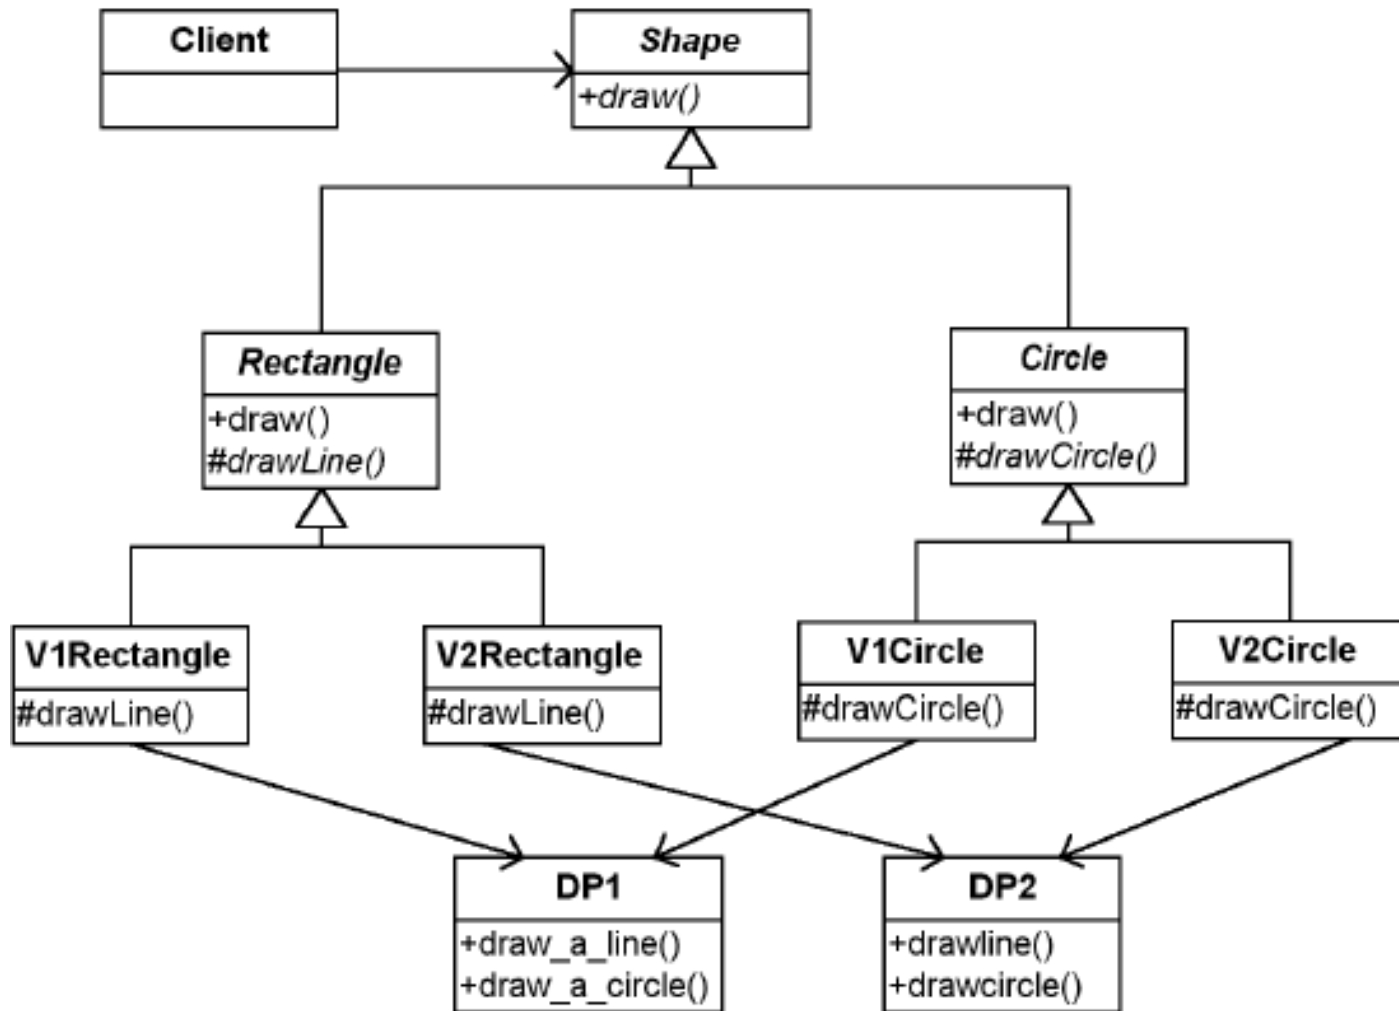 Client
Shape
+draw()
Rectangle
+draw()
#drawLine()
Circle
+draw()
#drawCircle()
V1Rectangle
#drawLine()
V2Rectangle
#drawLine()
V1Circle
#drawCircle()
V2Circle
#drawCircle()
DP1
+draw_a_line()
+draw_a_circle()
DP2
+drawline()
+drawcircle()